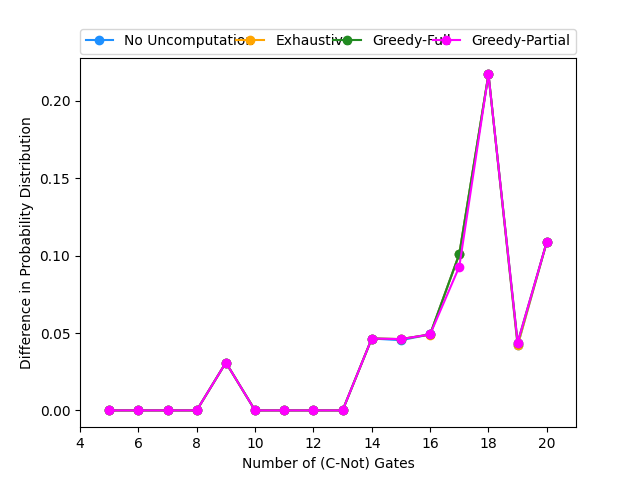 No Uncomputation Exhaustive Greedy-Full Greedy-Partial
0.20
0.15
0.10
0.05
0.00
Difference in Probability Distribution
4 6 8 10 12 14 16 18 20
Number of (C-Not) Gates